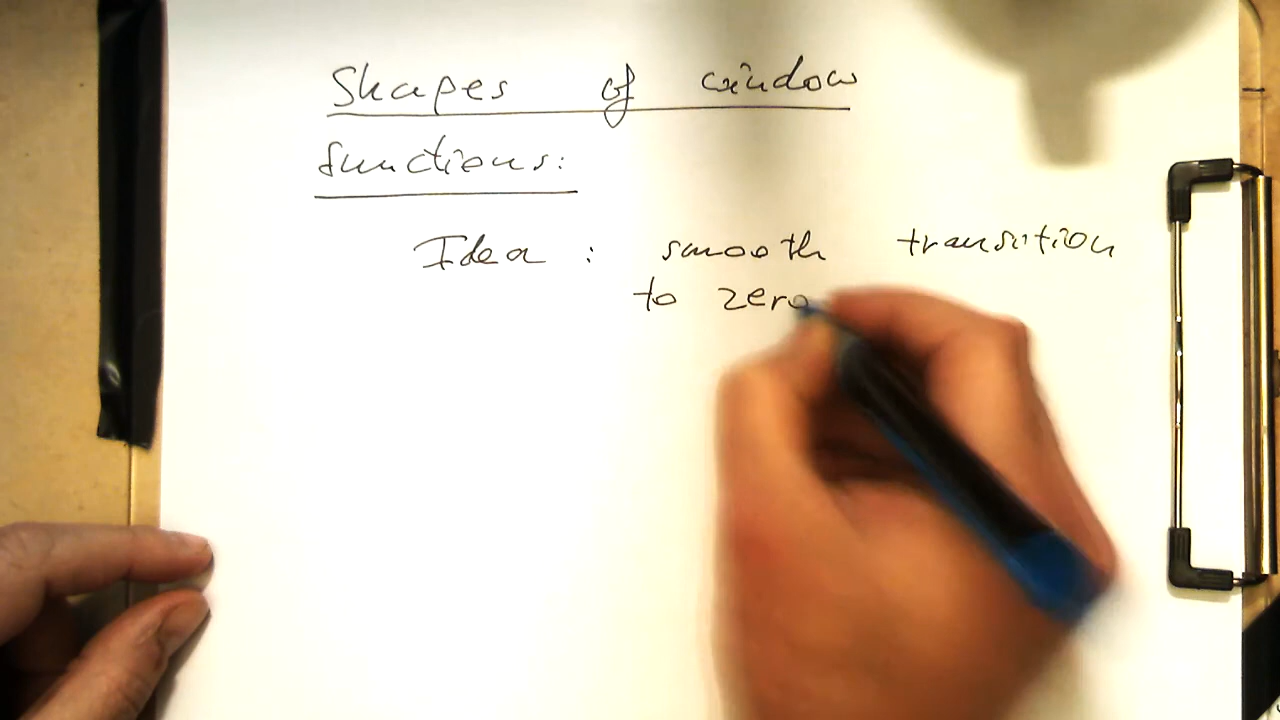 Shapes of window
functions:
Idea : smooth transition
to zero